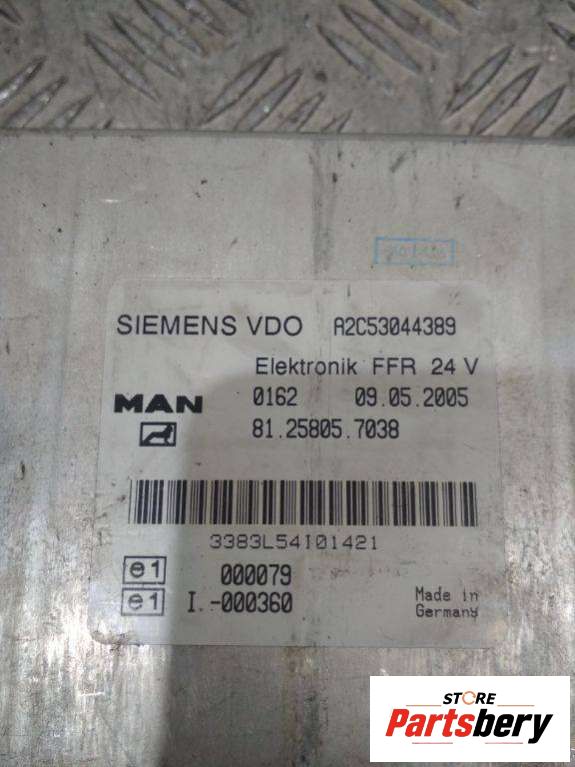 SIEMENS VDO A2C53044389
Elektronik FFR 24 V
MAN 0162 09.05.2005
81.25805.7038
3383L54101421
e1 000079
e1 I.-000360
Made in
Germany
STORE
Partsbery